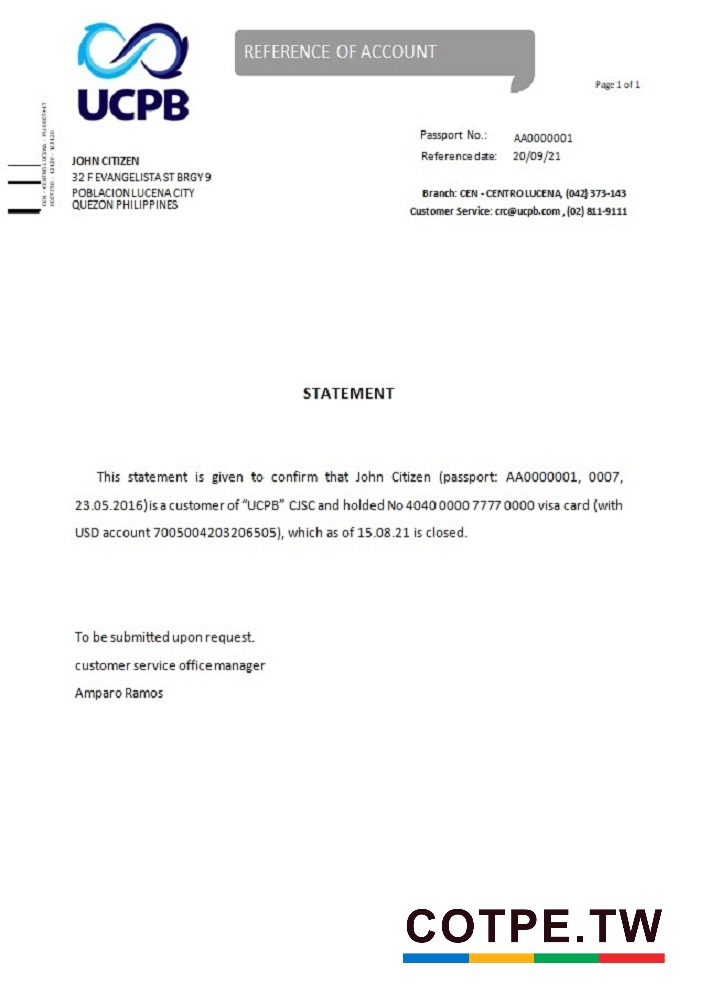 UCPB
REFERENCE OF ACCOUNT
Page 1 of 1
Passport No.: AA0000001
Reference date: 20/09/21
JOHN CITIZEN
32 F EVANGELISTA ST BRGY 9
POBLACION LUCENA CITY
QUEZON PHILIPPINES
Branch: CEN - CENTRO LUCENA, (042) 373-143
Customer Service: crc@ucpb.com , (02) 811-9111
STATEMENT
This statement is given to confirm that John Citizen (passport: AA0000001, 0007,
23.05.2016) is a customer of “UCPB” CJSC and holded No 4040 0000 7777 0000 visa card (with
USD account 7005004203206505), which as of 15.08.21 is closed.
To be submitted upon request.
customer service office manager
Amparo Ramos
COTPE.TW